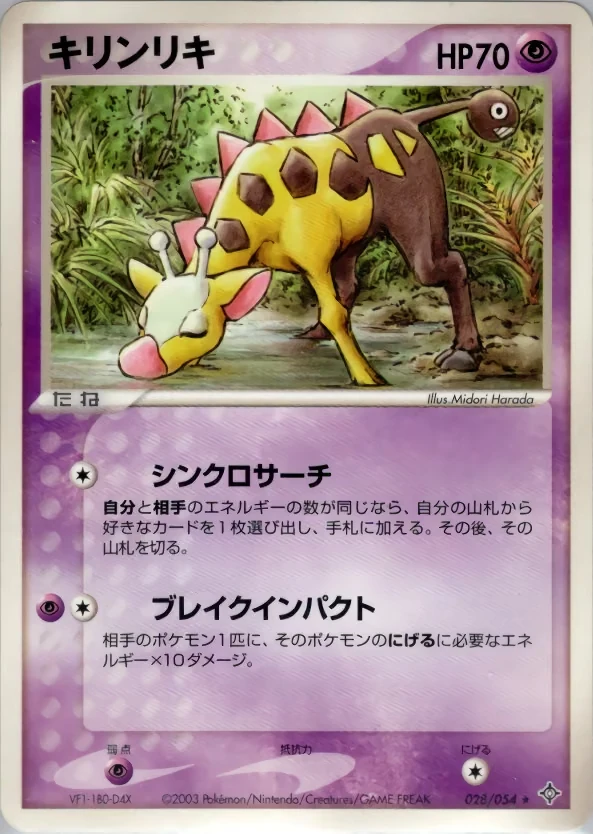 キリンリキ HP70
たね Illus. Midori Harada
シンクロサーチ
自分と相手のエネルギーの数が同じなら、自分の山札から
好きなカードを1枚選び出し、手札に加える。その後、その
山札を切る。
ブレイクインパクト
相手のポケモン1匹に、そのポケモンのにげるに必要なエネ
ルギー×10ダメージ。
弱点 抵抗力 にげる
VF1-180-D4X ©2003 Pokémon/Nintendo/Creatures/GAME FREAK 028/054 ★